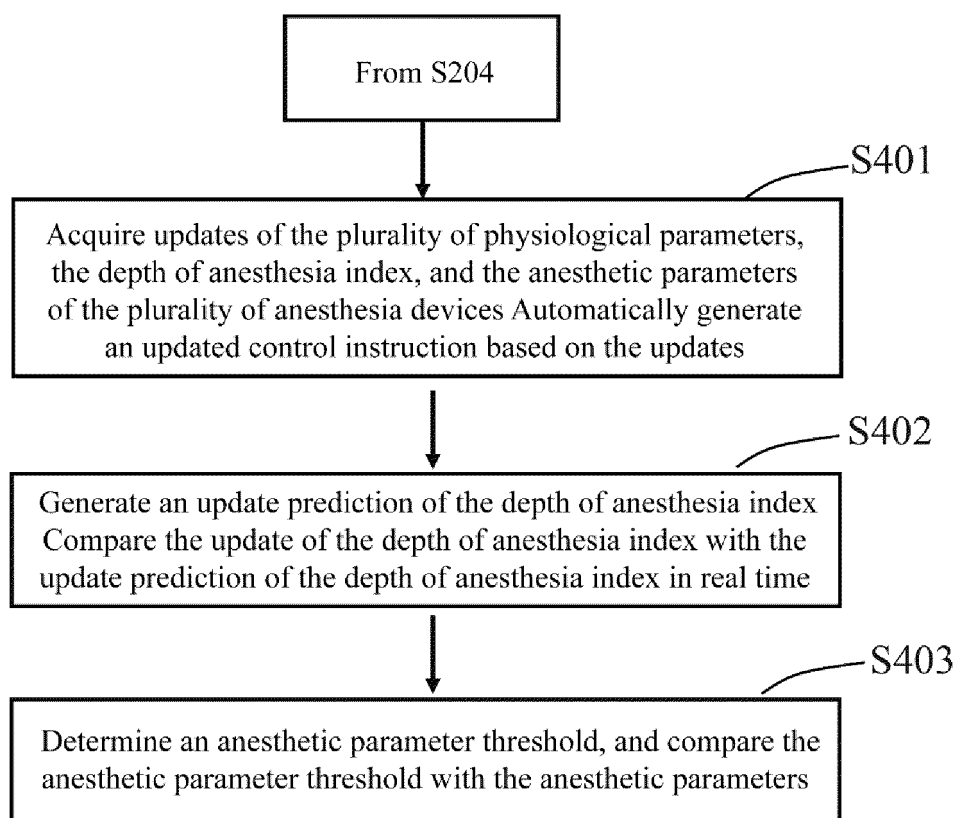 From S204
S401
Acquire updates of the plurality of physiological parameters,
the depth of anesthesia index, and the anesthetic parameters
of the plurality of anesthesia devices Automatically generate
an updated control instruction based on the updates
S402
Generate an update prediction of the depth of anesthesia index
Compare the update of the depth of anesthesia index with the
update prediction of the depth of anesthesia index in real time
S403
Determine an anesthetic parameter threshold, and compare the
anesthetic parameter threshold with the anesthetic parameters